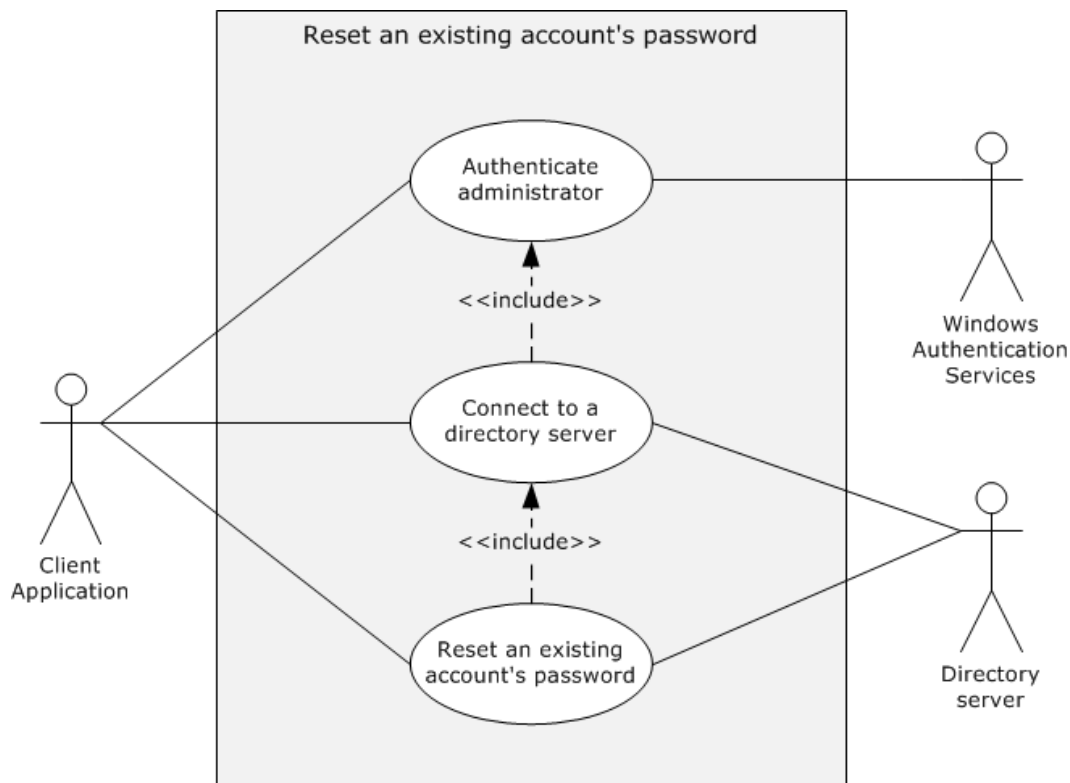 Reset an existing account's password
Authenticate
administrator
<<include>>
Windows
Authentication
Services
Connect to a
directory server
<<include>>
Client
Application
Reset an existing
account's password
Directory
server